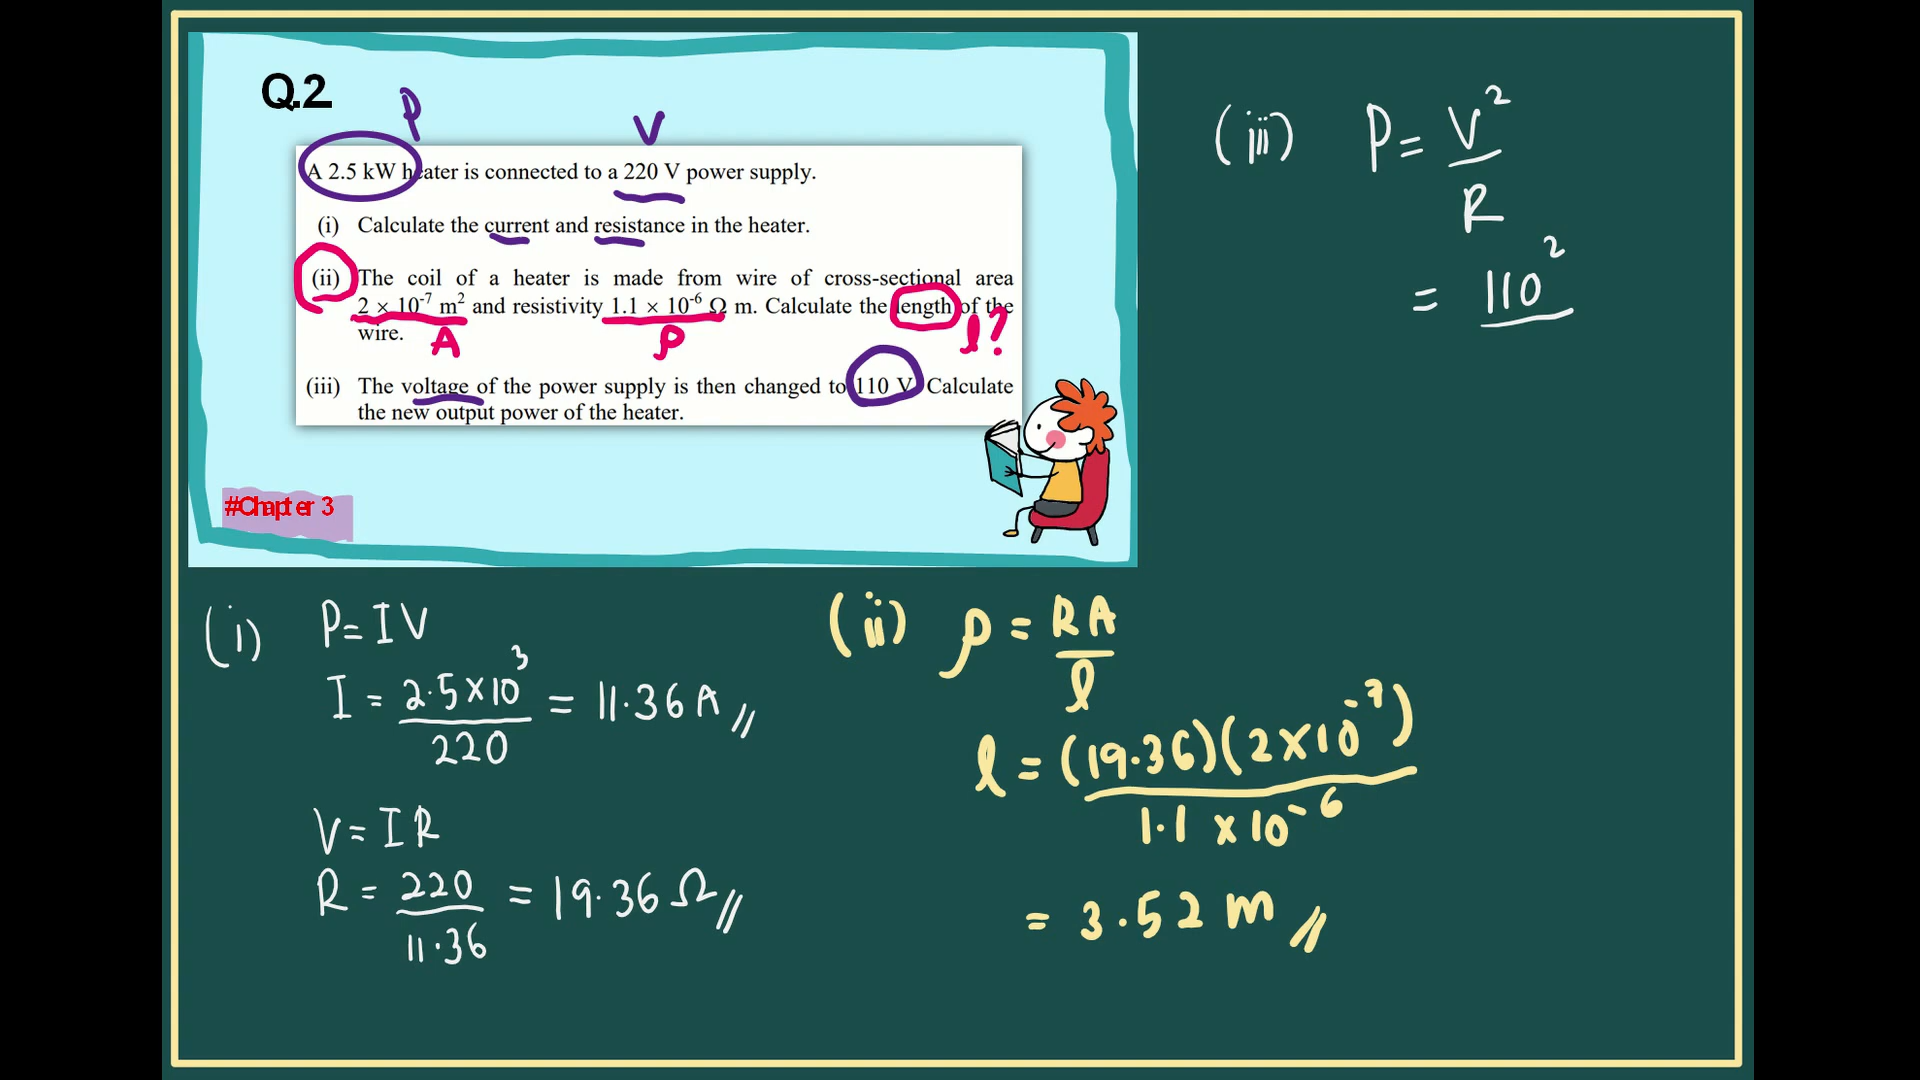 Q.2
P
V
A 2.5 kW heater is connected to a 220 V power supply.
(i) Calculate the current and resistance in the heater.
(ii) The coil of a heater is made from wire of cross-sectional area
2 × 10⁻⁷ m² and resistivity 1.1 × 10⁻⁶ Ω m. Calculate the length of the
wire.
A
ρ
l?
(iii) The voltage of the power supply is then changed to 110 V. Calculate
the new output power of the heater.
#Chapter 3
(i) P = IV
I = 2.5×10³ / 220 = 11.36 A //
V = IR
R = 220 / 11.36 = 19.36 Ω //
(ii) ρ = RA / l
l = (19.36)(2×10⁻⁷) / 1.1 × 10⁻⁶
= 3.52 m //
(iii) P = V² / R
= 110²